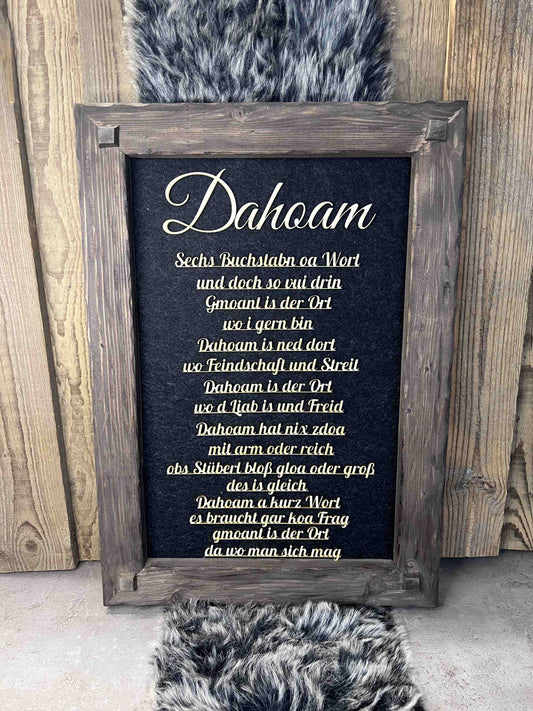 Dahoam
Sechs Buchstabn oa Wort
und doch so vui drin
Gmoant is der Ort
wo i gern bin
Dahoam is ned dort
wo Feindschaft und Streit
Dahoam is der Ort
wo d Liab is und Freid
Dahoam hat nix zdoa
mit arm oder reich
obs Stüberl bloß gloa oder groß
des is gleich
Dahoam a kurz Wort
es braucht gar koa Frag
gmoant is der Ort
da wo man sich mag